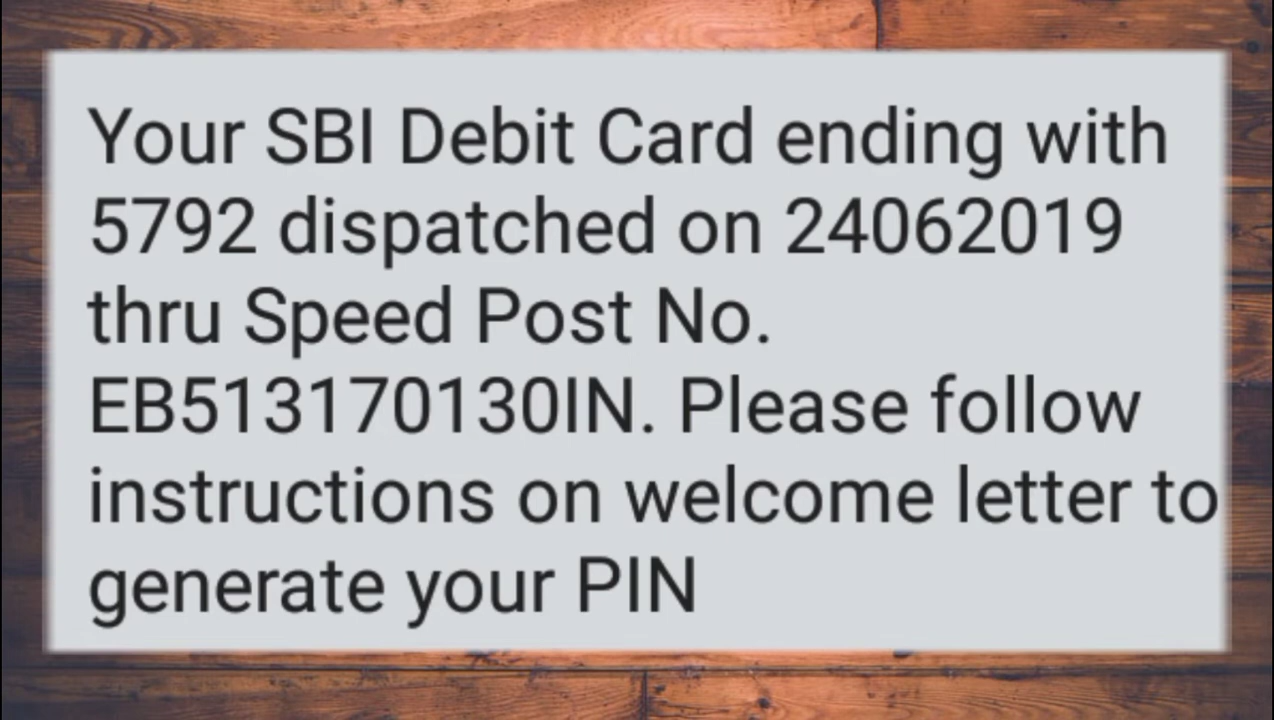 Your SBI Debit Card ending with
5792 dispatched on 24062019
thru Speed Post No.
EB513170130IN. Please follow
instructions on welcome letter to
generate your PIN